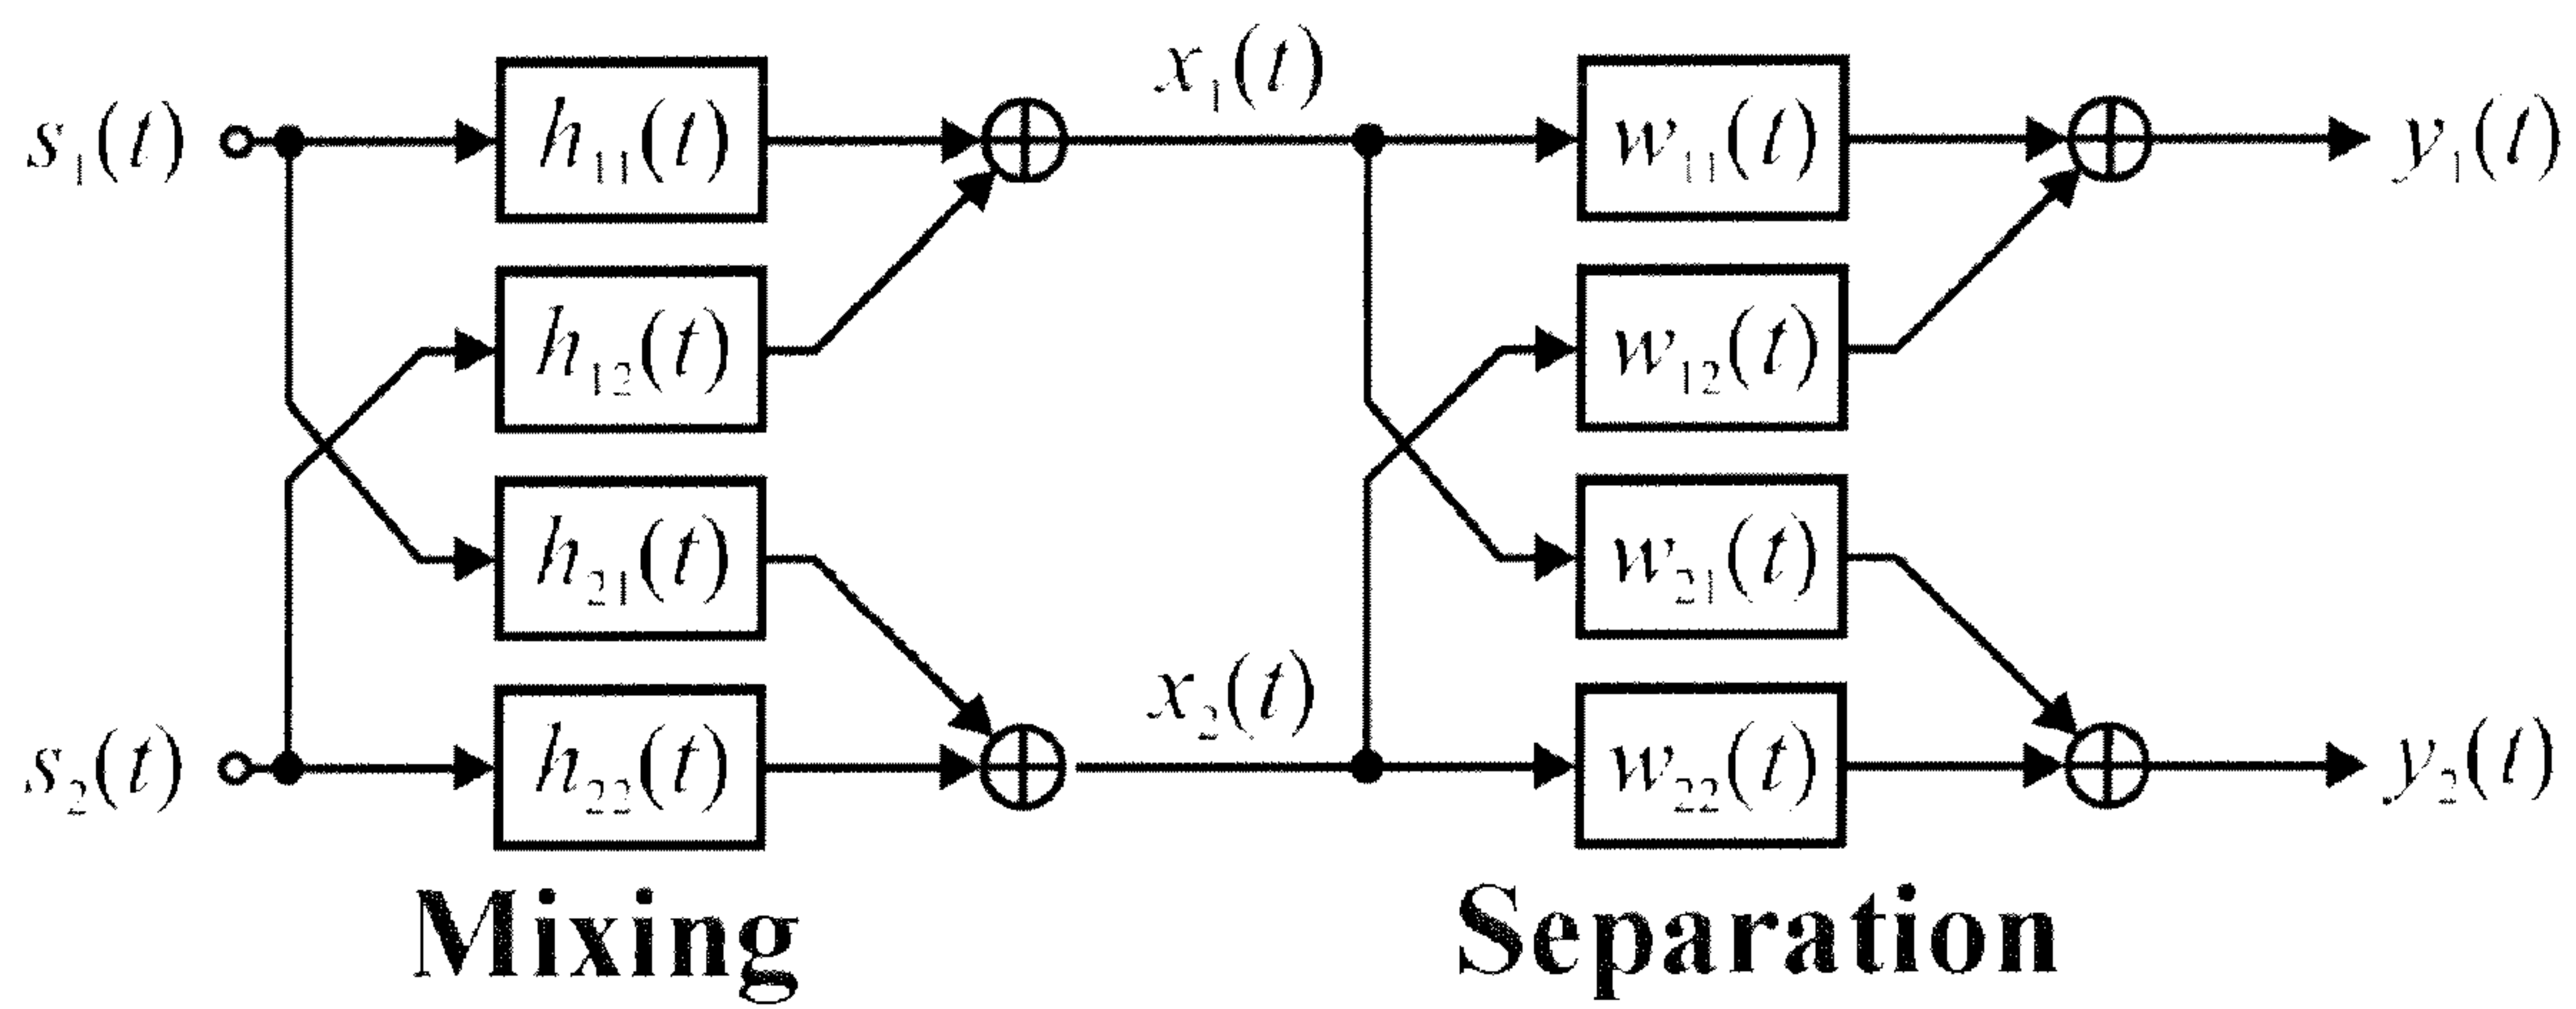 x₁(t)
s₁(t) h₁₁(t) w₁₁(t) y₁(t)
h₁₂(t) w₁₂(t)
h₂₁(t) w₂₁(t)
x₂(t)
s₂(t) h₂₂(t) w₂₂(t) y₂(t)
Mixing Separation